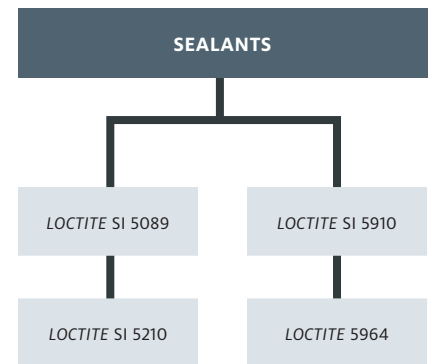 SEALANTS
LOCTITE SI 5089
LOCTITE SI 5910
LOCTITE SI 5210
LOCTITE 5964